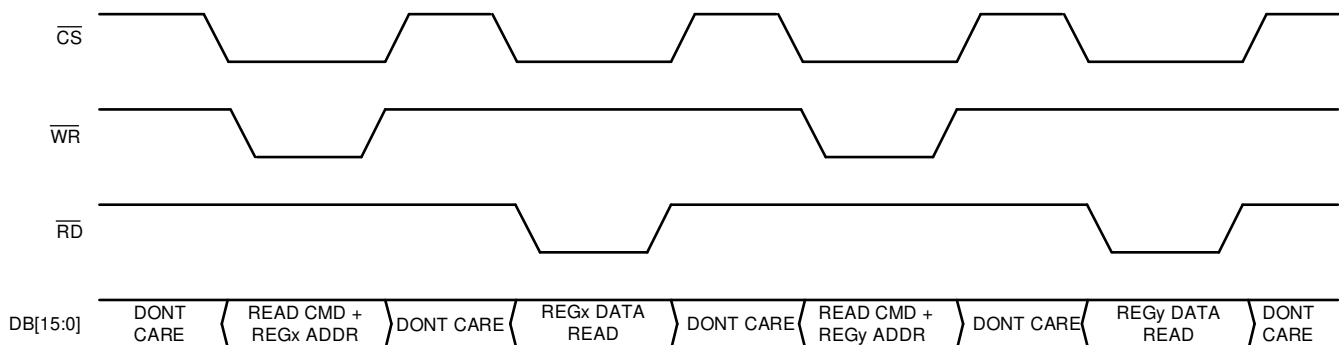 CS
WR
RD
DB[15:0]
DONT
CARE
READ CMD +
REGx ADDR
DONT CARE
REGx DATA
READ
DONT CARE
READ CMD +
REGy ADDR
DONT CARE
REGy DATA
READ
DONT
CARE